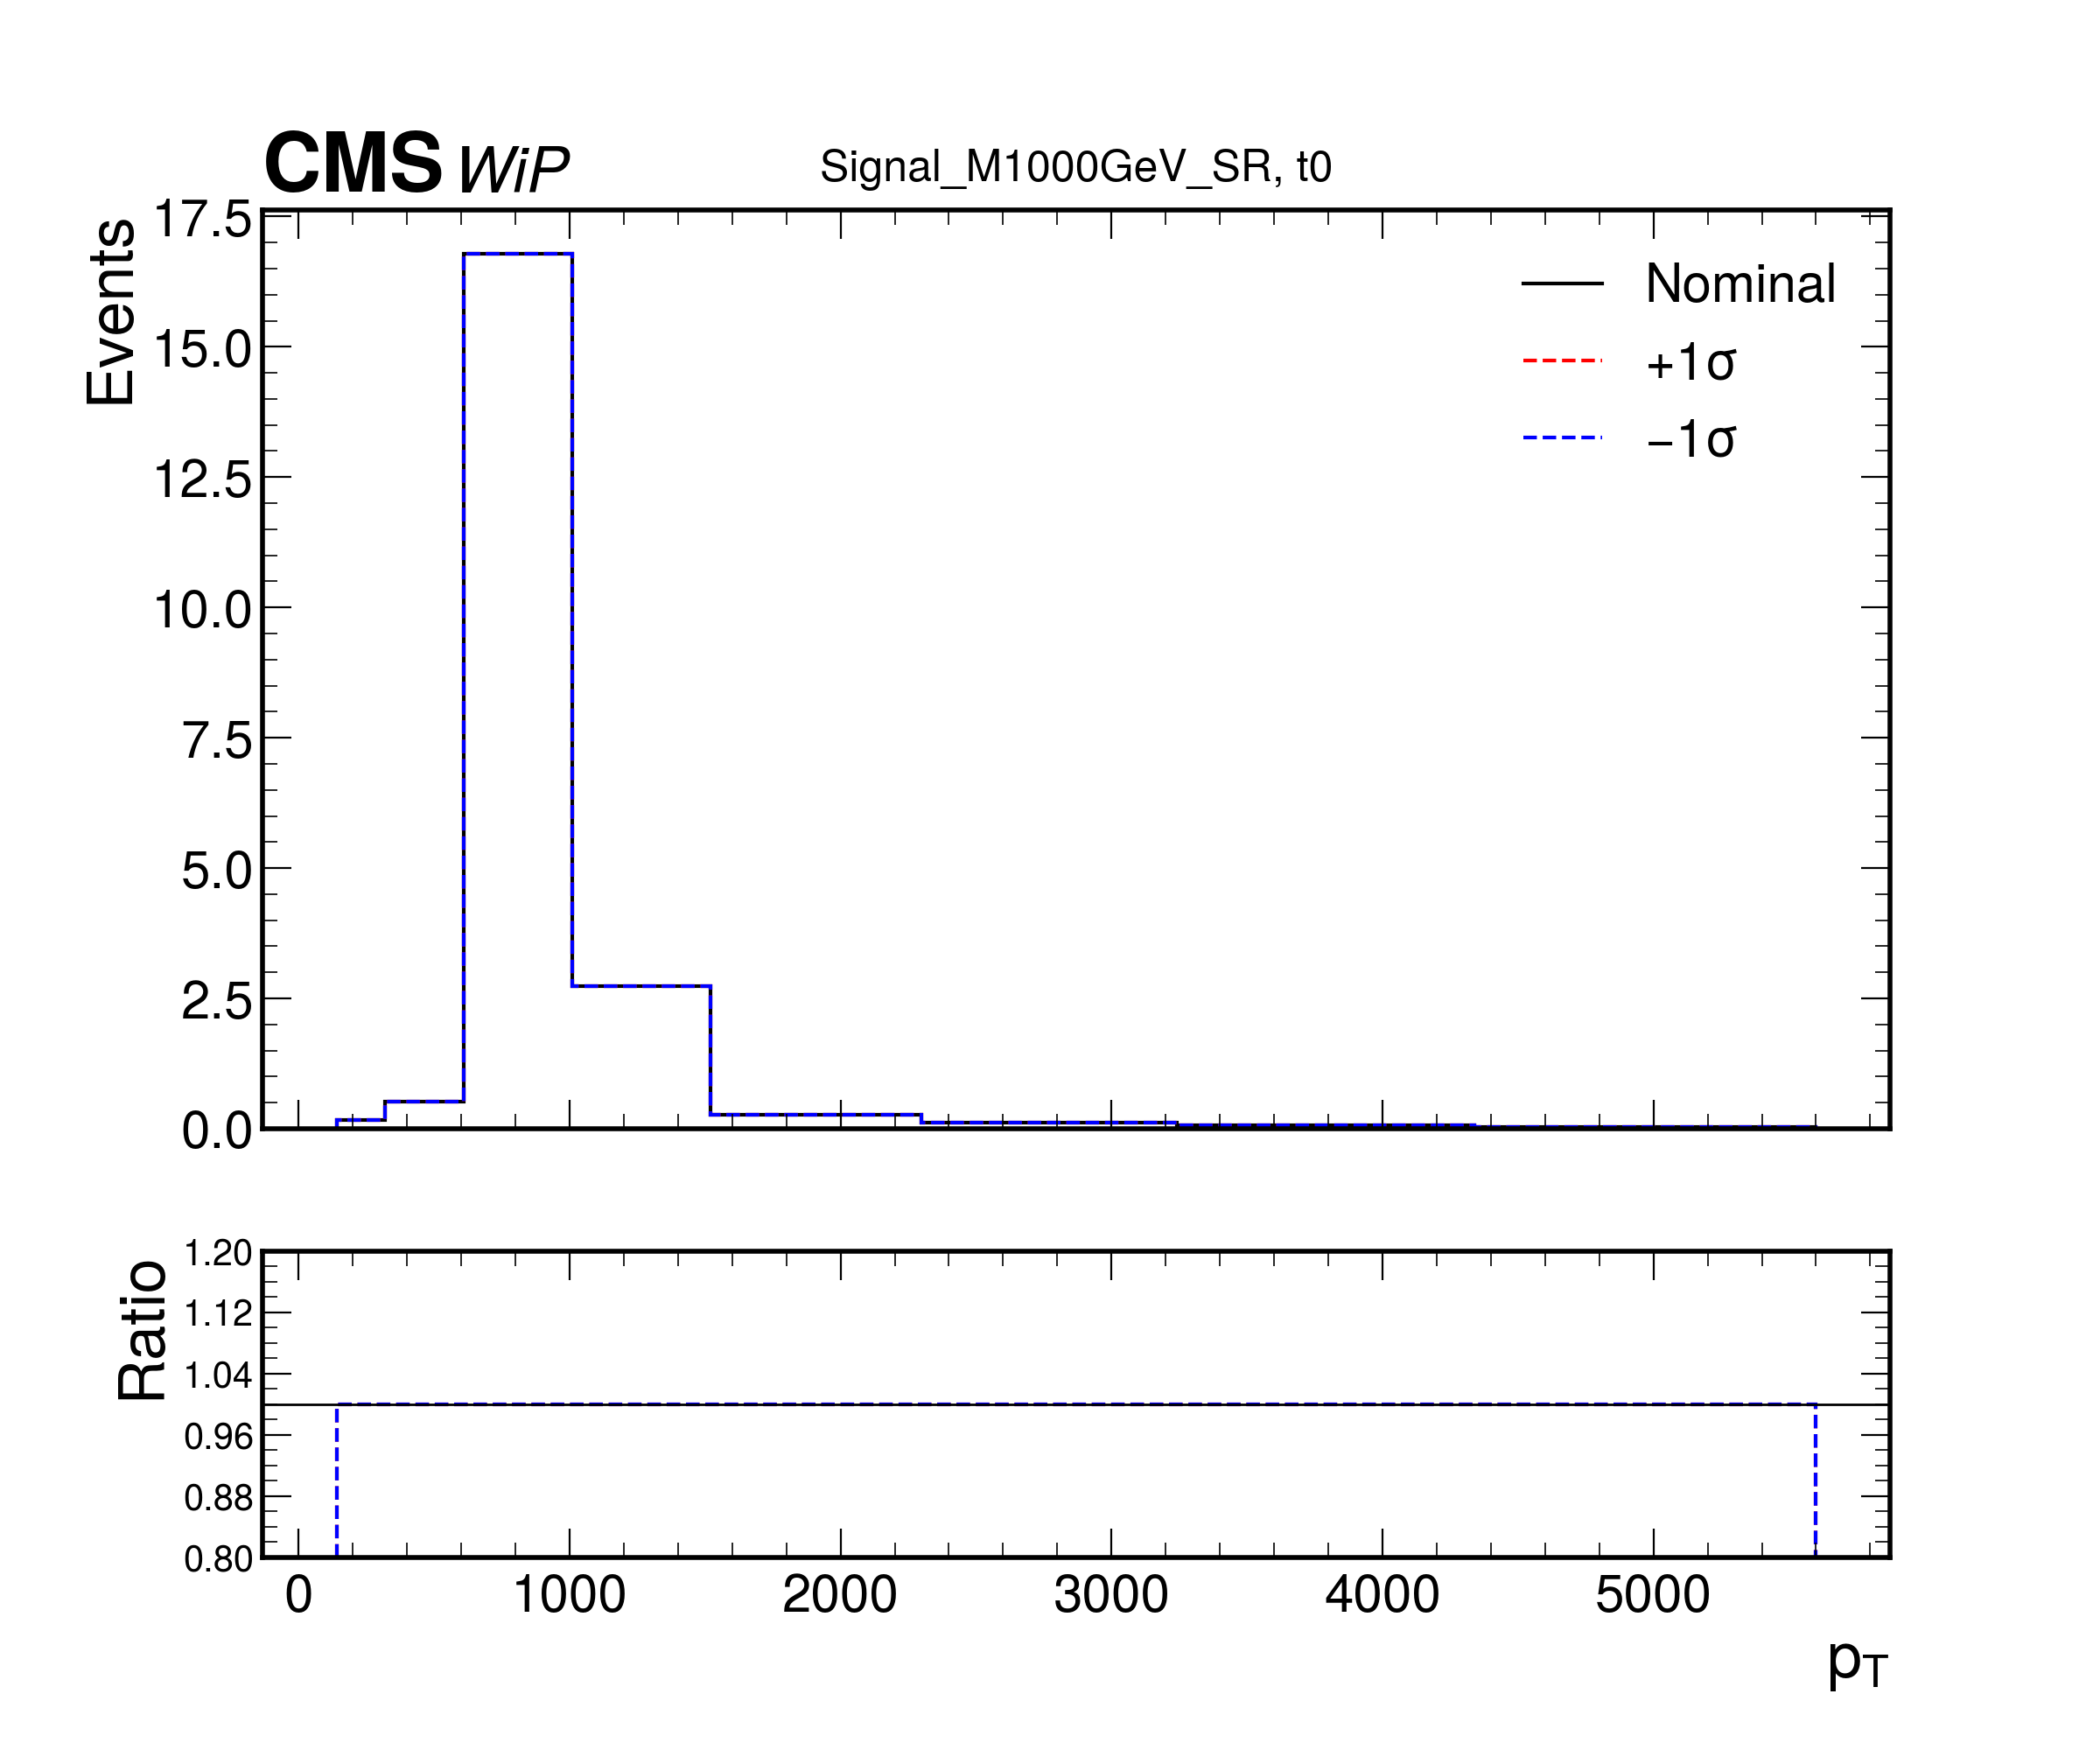 CMS WiP
Signal_M1000GeV_SR, t0
Events
17.5
15.0
12.5
10.0
7.5
5.0
2.5
0.0
Nominal
+1σ
−1σ
Ratio
1.20
1.12
1.04
0.96
0.88
0.80
0 1000 2000 3000 4000 5000
pT